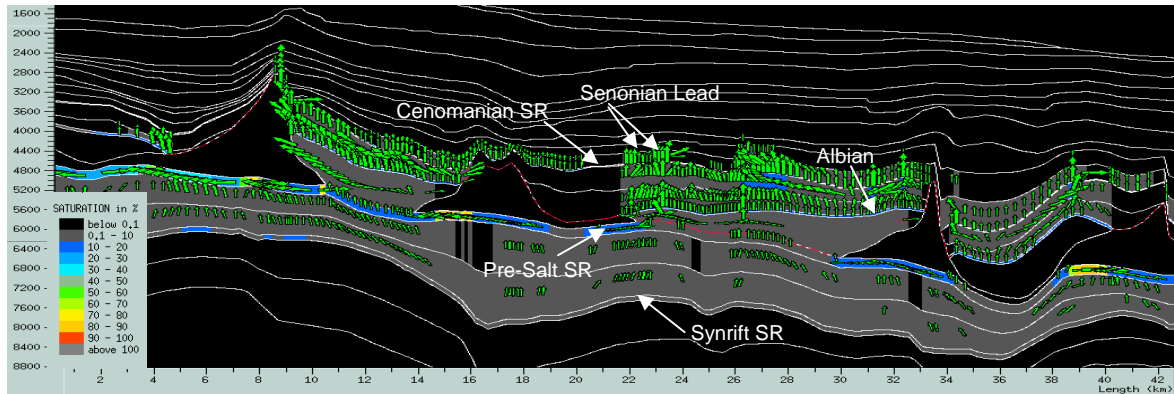 1600
2000
2400
2800
3200
3600
4000
4400
4800
5200
5600
6000
6400
6800
7200
7600
8000
8400
8800
Cenomanian SR
Senonian Lead
Albian
Pre-Salt SR
Synrift SR
SATURATION in %
below 0,1
0,1 - 10
10 - 20
20 - 30
30 - 40
40 - 50
50 - 60
60 - 70
70 - 80
80 - 90
90 - 100
above 100
2 4 6 8 10 12 14 16 18 20 22 24 26 28 30 32 34 36 38 40 42
Length (km)